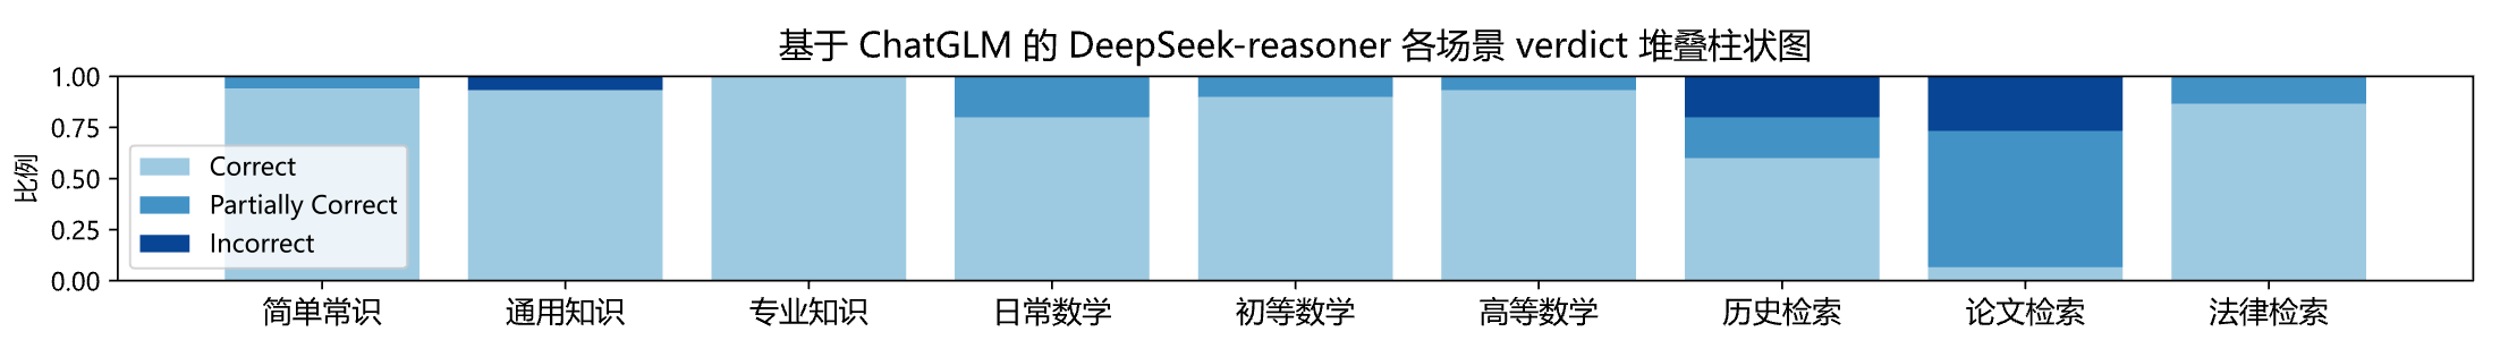 基于 ChatGLM 的 DeepSeek-reasoner 各场景 verdict 堆叠柱状图
比例
1.00
0.75
0.50
0.25
0.00
Correct
Partially Correct
Incorrect
简单常识 通用知识 专业知识 日常数学 初等数学 高等数学 历史检索 论文检索 法律检索